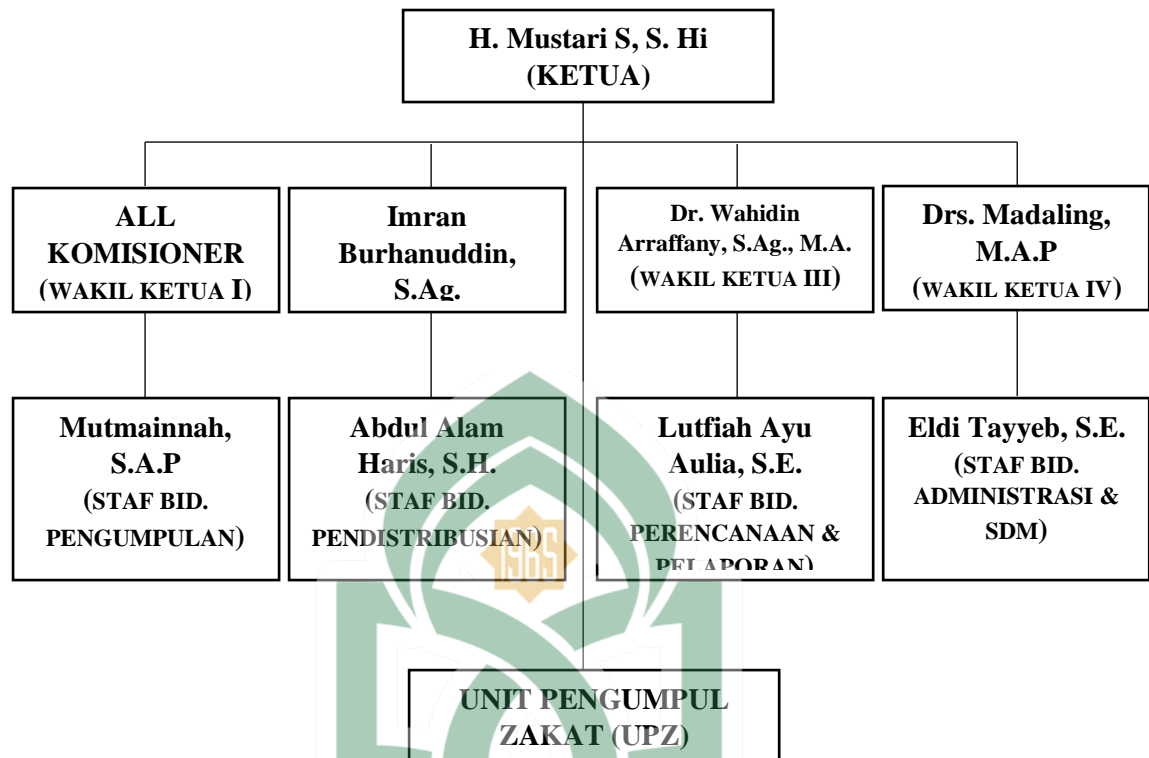 H. Mustari S, S. Hi
(KETUA)
ALL
KOMISIONER
(WAKIL KETUA I)
Imran
Burhanuddin,
S.Ag.
Dr. Wahidin
Arraffany, S.Ag., M.A.
(WAKIL KETUA III)
Drs. Madaling,
M.A.P
(WAKIL KETUA IV)
Mutmainnah,
S.A.P
(STAF BID.
PENGUMPULAN)
Abdul Alam
Haris, S.H.
(STAF BID.
PENDISTRIBUSIAN)
Lutfiah Ayu
Aulia, S.E.
(STAF BID.
PERENCANAAN &
PELAPORAN)
Eldi Tayyeb, S.E.
(STAF BID.
ADMINISTRASI &
SDM)
1965
UNIT PENGUMPUL
ZAKAT (UPZ)